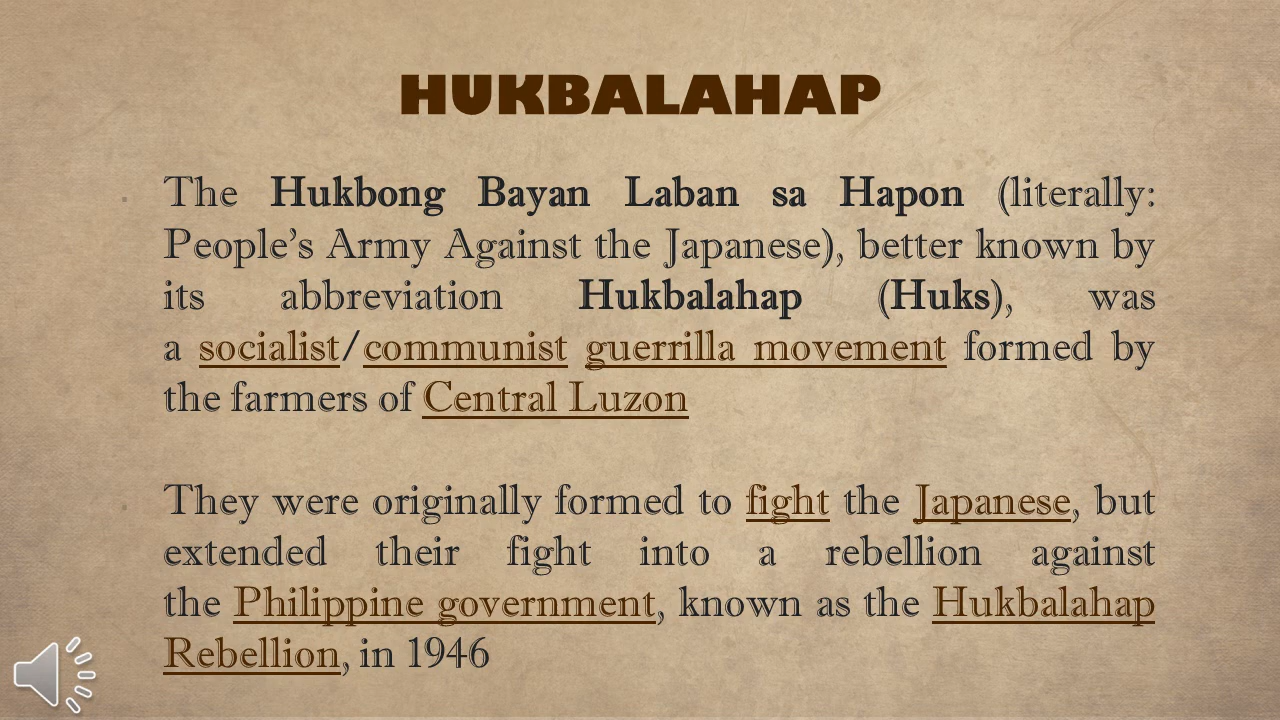 HUKBALAHAP
The Hukbong Bayan Laban sa Hapon (literally:
People’s Army Against the Japanese), better known by
its abbreviation Hukbalahap (Huks), was
a socialist/communist guerrilla movement formed by
the farmers of Central Luzon
They were originally formed to fight the Japanese, but
extended their fight into a rebellion against
the Philippine government, known as the Hukbalahap
Rebellion, in 1946